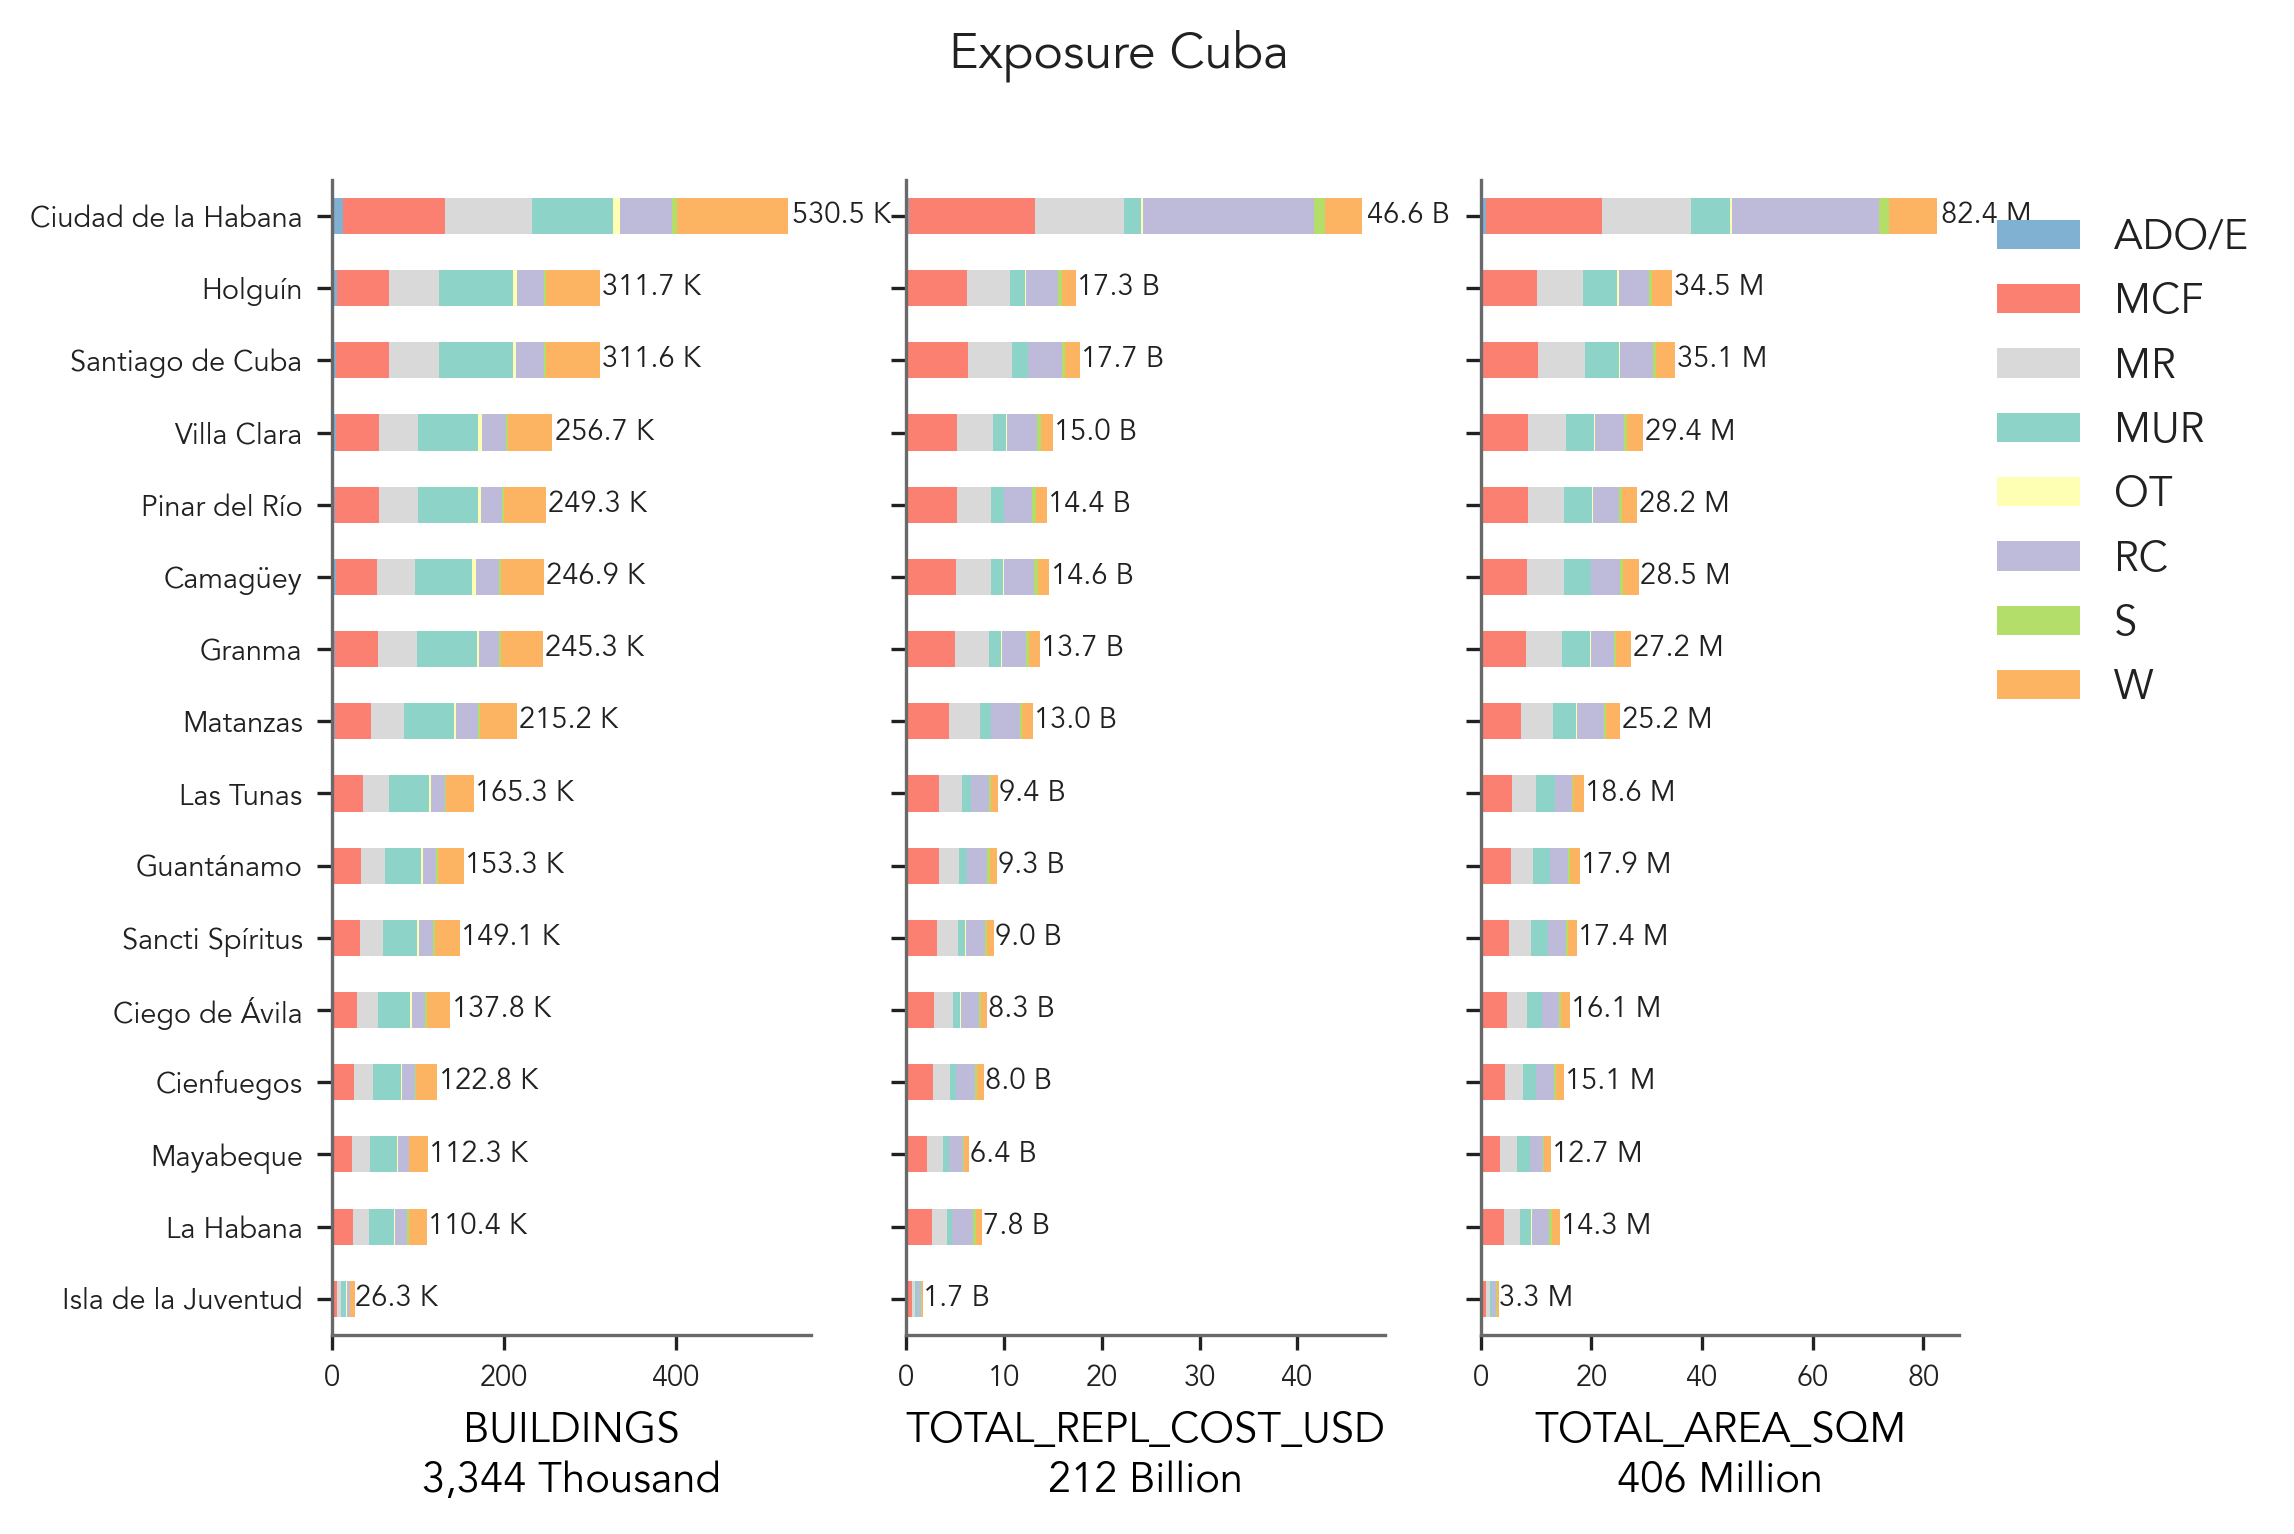 Exposure Cuba
Ciudad de la Habana 530.5 K 46.6 B 82.4 M
Holguín 311.7 K 17.3 B 34.5 M
Santiago de Cuba 311.6 K 17.7 B 35.1 M
Villa Clara 256.7 K 15.0 B 29.4 M
Pinar del Río 249.3 K 14.4 B 28.2 M
Camagüey 246.9 K 14.6 B 28.5 M
Granma 245.3 K 13.7 B 27.2 M
Matanzas 215.2 K 13.0 B 25.2 M
Las Tunas 165.3 K 9.4 B 18.6 M
Guantánamo 153.3 K 9.3 B 17.9 M
Sancti Spíritus 149.1 K 9.0 B 17.4 M
Ciego de Ávila 137.8 K 8.3 B 16.1 M
Cienfuegos 122.8 K 8.0 B 15.1 M
Mayabeque 112.3 K 6.4 B 12.7 M
La Habana 110.4 K 7.8 B 14.3 M
Isla de la Juventud 26.3 K 1.7 B 3.3 M
0 200 400
BUILDINGS
3,344 Thousand
0 10 20 30 40
TOTAL_REPL_COST_USD
212 Billion
0 20 40 60 80
TOTAL_AREA_SQM
406 Million
ADO/E
MCF
MR
MUR
OT
RC
S
W